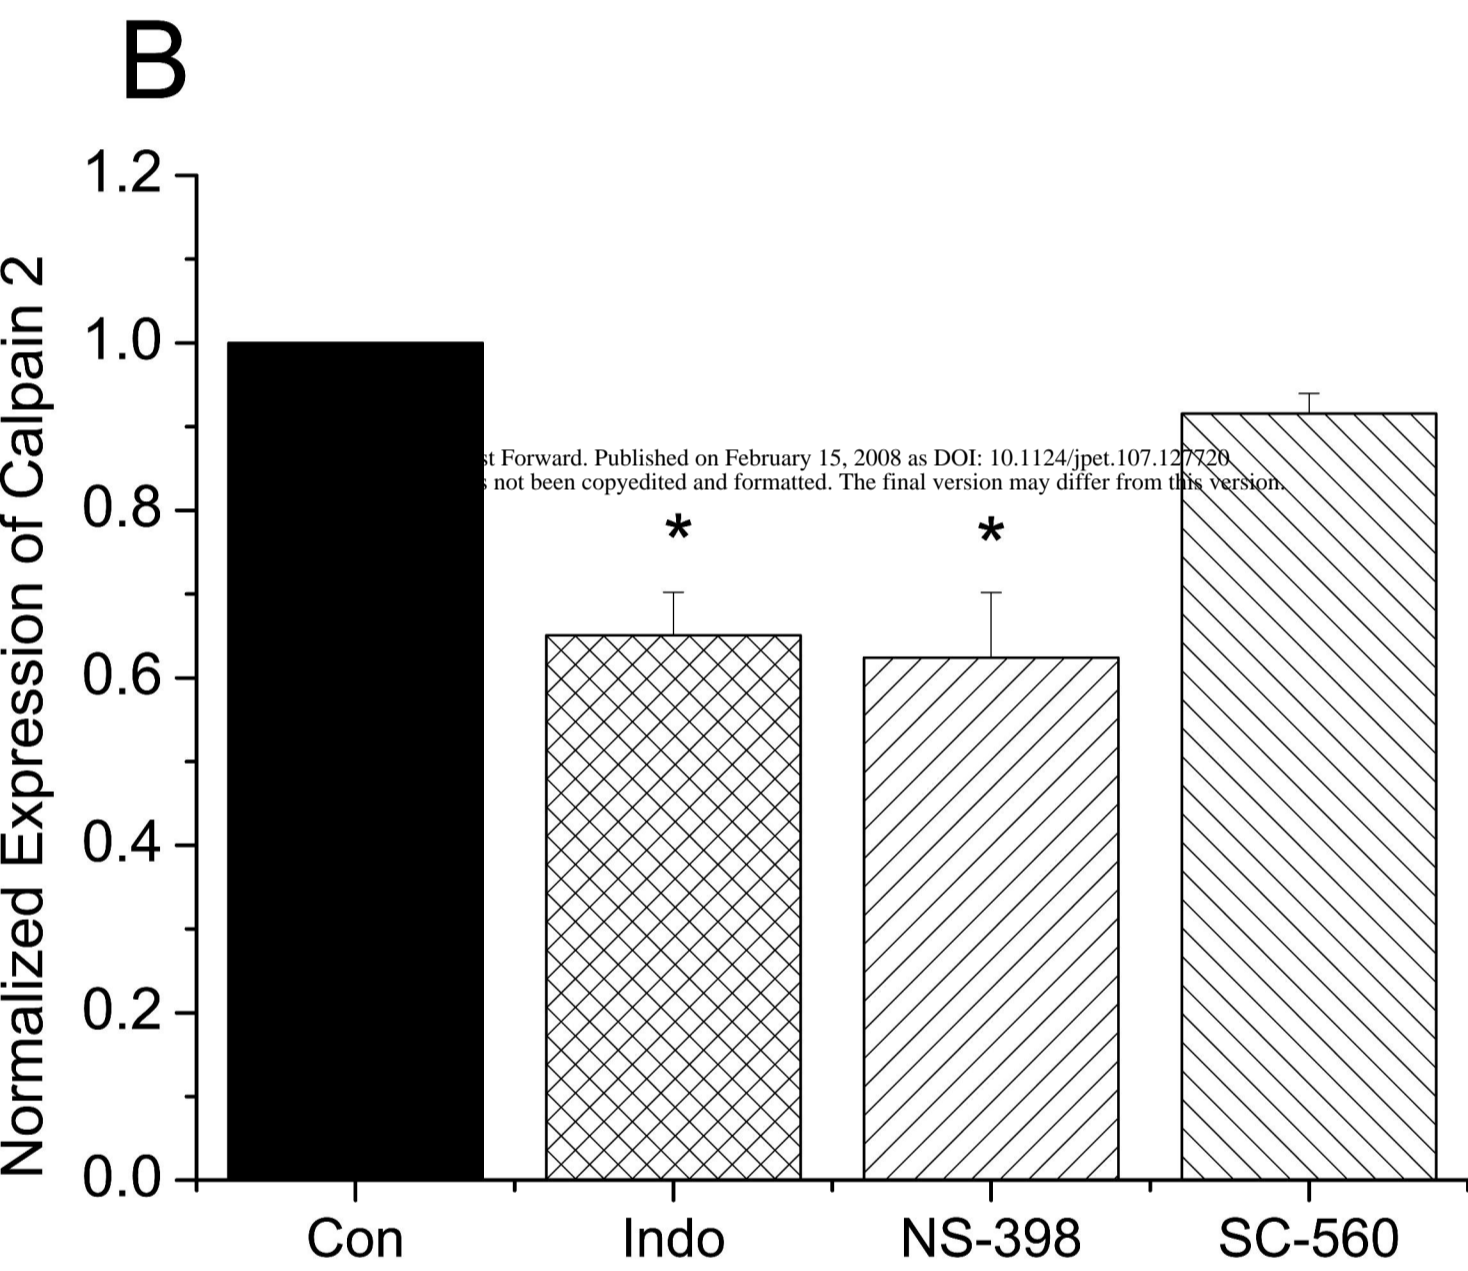 B
Normalized Expression of Calpain 2
1.2
1.0
0.8
0.6
0.4
0.2
0.0
st Forward. Published on February 15, 2008 as DOI: 10.1124/jpet.107.127720
s not been copyedited and formatted. The final version may differ from this version.
* *
Con Indo NS-398 SC-560